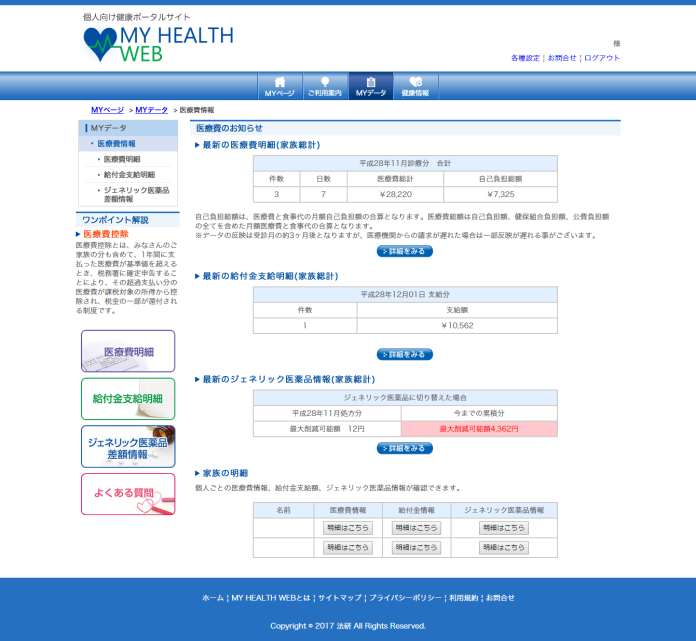 個人向け健康ポータルサイト
MY HEALTH
WEB
様
各種設定 ¦ お問合せ ¦ ログアウト
MYページ ご利用案内 MYデータ 健康情報
MYページ > MYデータ > 医療費情報
MYデータ
医療費情報
医療費明細
給付金支給明細
ジェネリック医薬品
差額情報
ワンポイント解説
医療費控除
医療費控除とは、みなさんのご
家族の分も含めて、1年間に支
払った医療費が基準値を超える
とき、税務署に確定申告するこ
とにより、その超過支払い分の
医療費が課税対象の所得から控
除され、税金の一部が還付され
る制度です。
医療費明細
給付金支給明細
ジェネリック医薬品
差額情報
よくある質問
医療費のお知らせ
最新の医療費明細(家族総計)
平成28年11月診療分 合計
件数 日数 医療費総計 自己負担総額
3 7 ¥28,220 ¥7,325
自己負担総額は、医療費と食事代の月額自己負担額の合算となります。医療費総額は自己負担額、健保組合負担額、公費負担額
の全てを含めた月額医療費と食事代の合算となります。
※データの反映は受診月の約3ヶ月後となりますが、医療機関からの請求が遅れた場合は一部反映が遅れる事がございます。
> 詳細をみる
最新の給付金支給明細(家族総計)
平成28年12月01日 支給分
件数 支給額
1 ¥10,562
> 詳細をみる
最新のジェネリック医薬品情報(家族総計)
ジェネリック医薬品に切り替えた場合
平成28年11月処方分 今までの累積分
最大削減可能額 12円 最大削減可能額4,362円
> 詳細をみる
家族の明細
個人ごとの医療費情報、給付金支給額、ジェネリック医薬品情報が確認できます。
名前 医療費情報 給付金情報 ジェネリック医薬品情報
明細はこちら 明細はこちら 明細はこちら
明細はこちら 明細はこちら 明細はこちら
ホーム ¦ MY HEALTH WEBとは ¦ サイトマップ ¦ プライバシーポリシー ¦ 利用規約 ¦ お問合せ
Copyright © 2017 法研 All Rights Reserved.